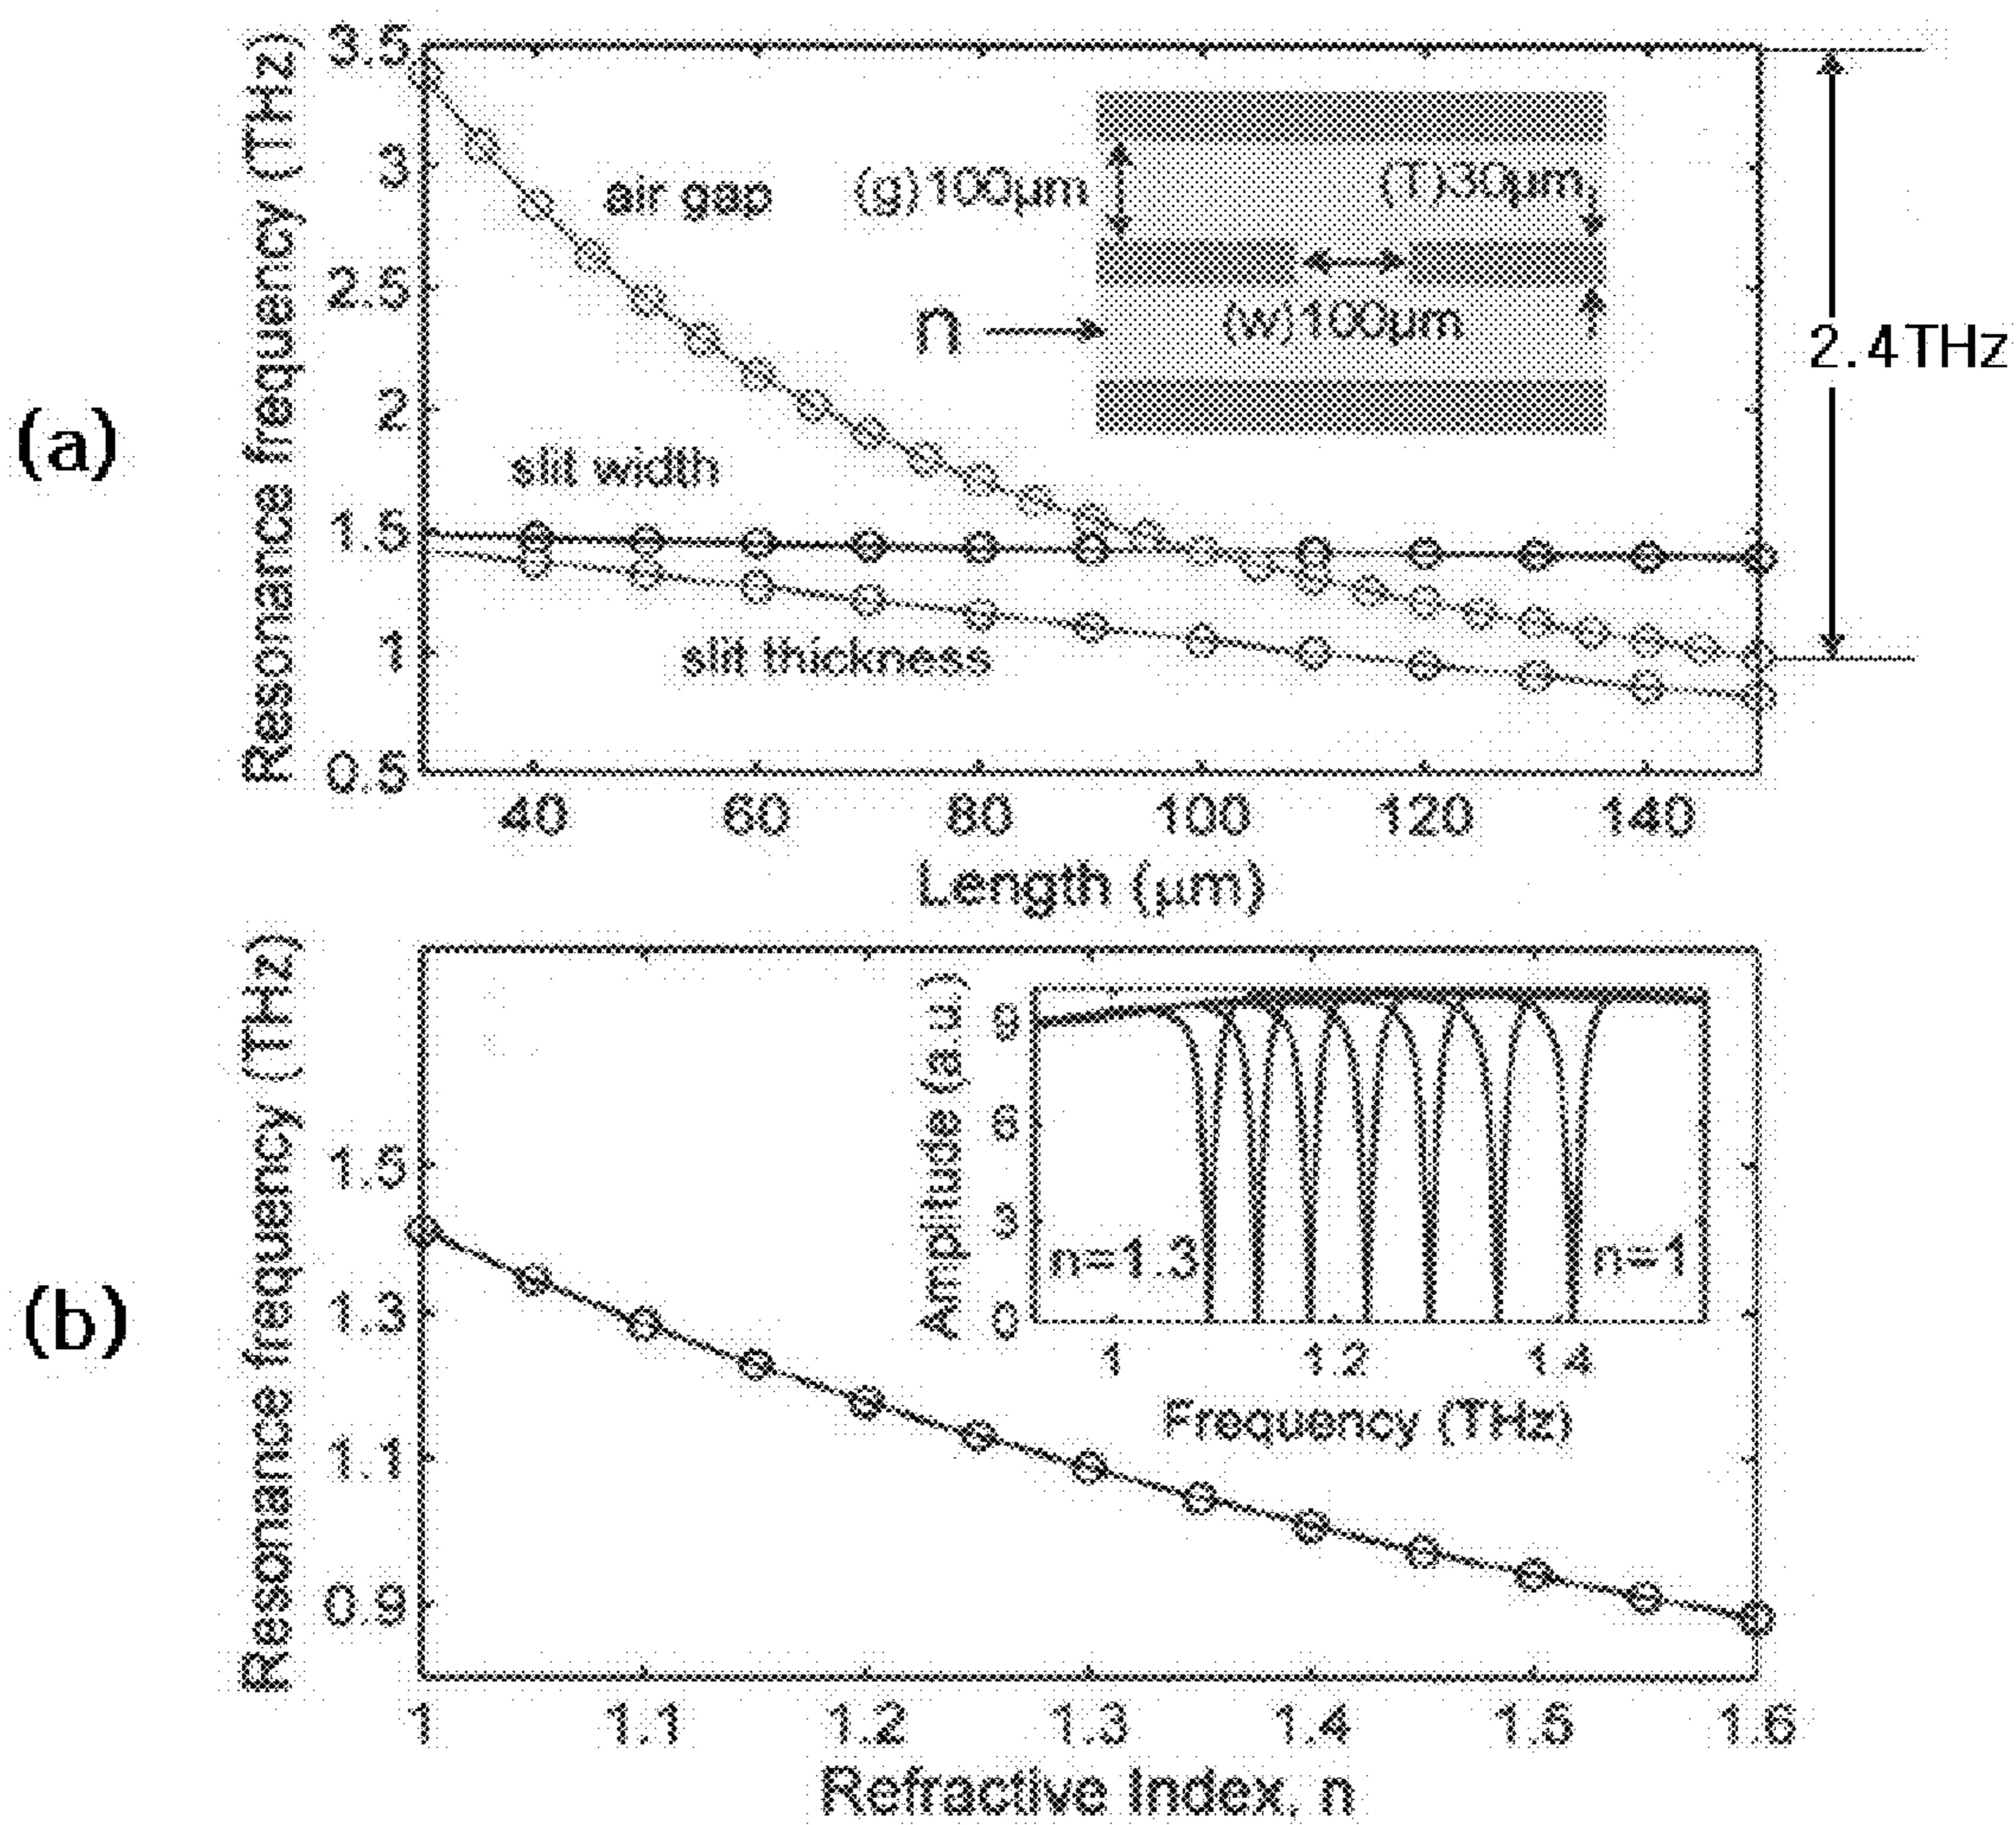 (a)
Resonance frequency (THz)
3.5
3
2.5
2
1.5
1
0.5
air gap
(g)100μm
(T)30μm
n
(w)100μm
2.4THz
slit width
slit thickness
40 60 80 100 120 140
Length (μm)
(b)
Resonance frequency (THz)
1.5
1.3
1.1
0.9
Amplitude (a.u.)
9
6
3
0
n=1.3
n=1
1 1.2 1.4
Frequency (THz)
1 1.1 1.2 1.3 1.4 1.5 1.6
Refractive Index, n